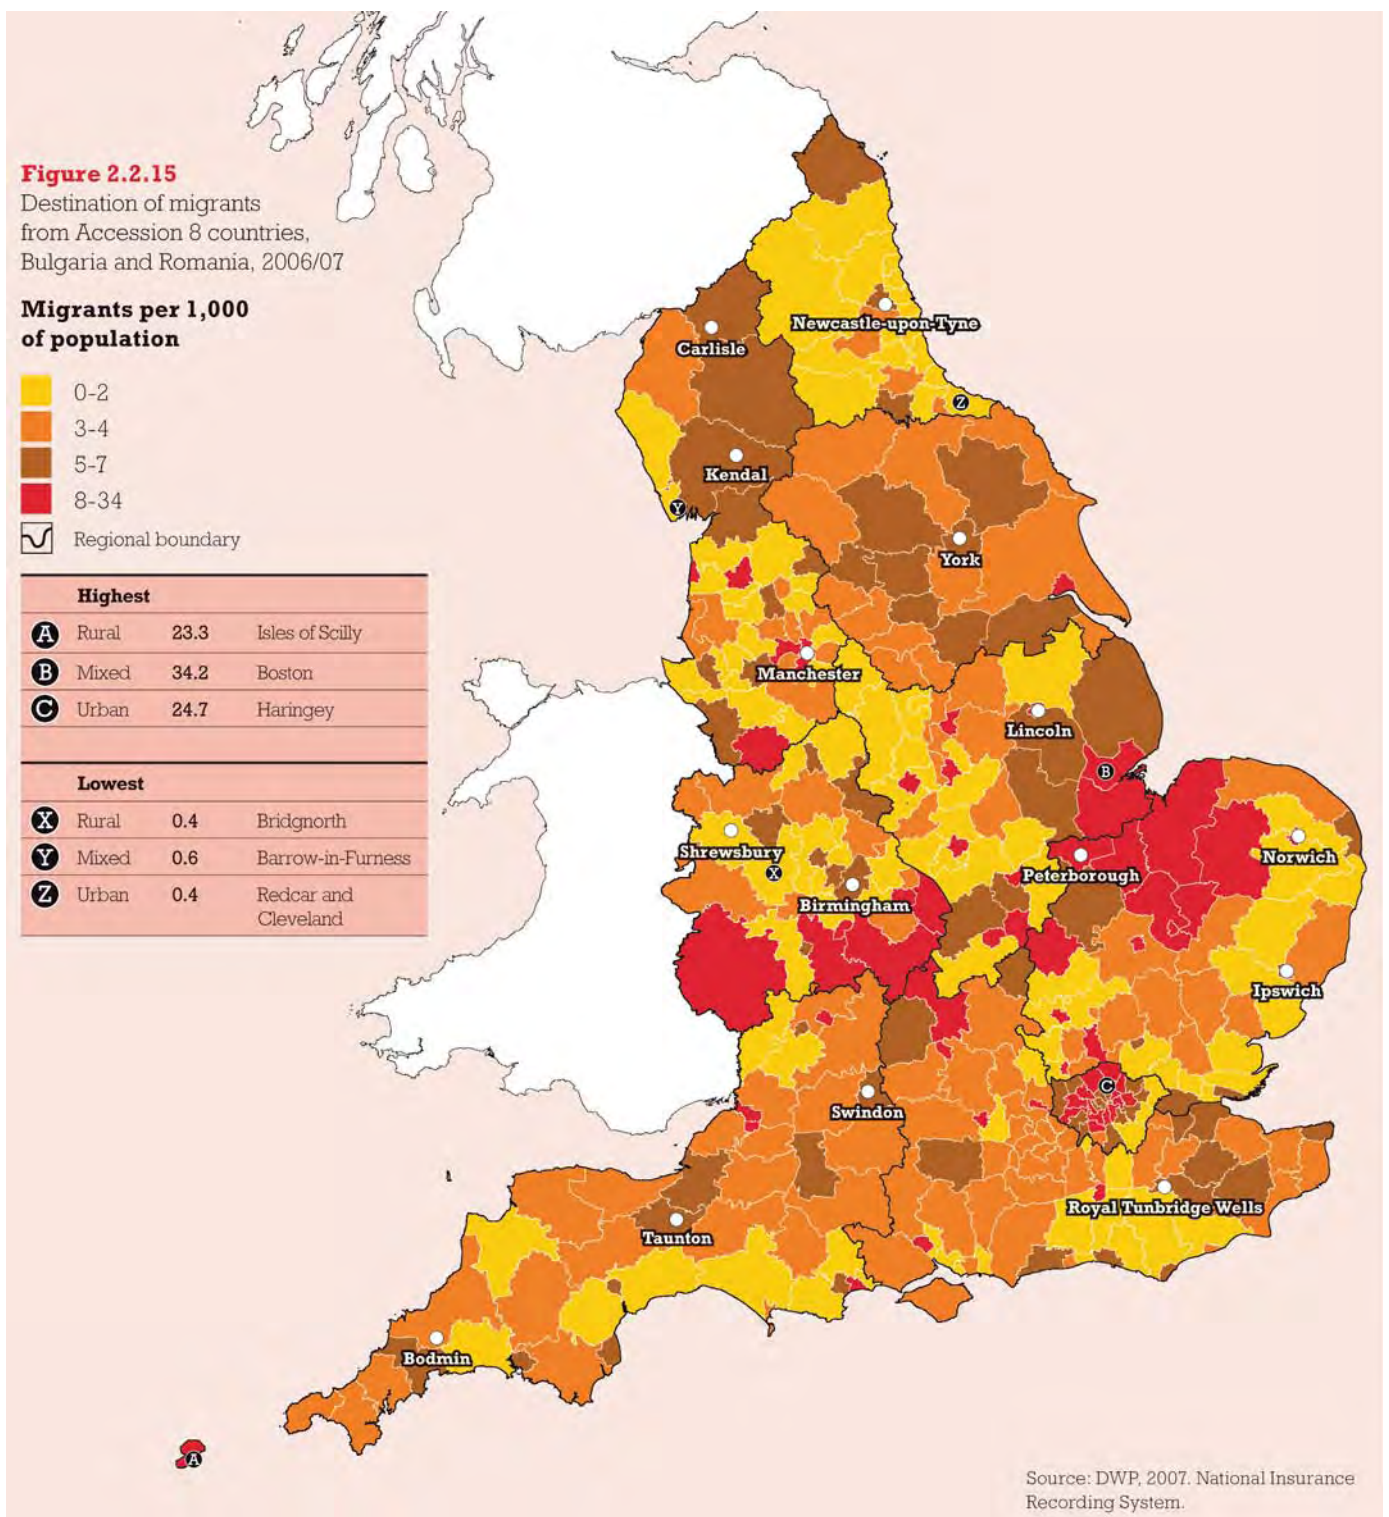 Figure 2.2.15
Destination of migrants
from Accession 8 countries,
Bulgaria and Romania, 2006/07
Migrants per 1,000
of population
0-2
3-4
5-7
8-34
Regional boundary
Highest
A Rural 23.3 Isles of Scilly
B Mixed 34.2 Boston
C Urban 24.7 Haringey
Lowest
X Rural 0.4 Bridgnorth
Y Mixed 0.6 Barrow-in-Furness
Z Urban 0.4 Redcar and
Cleveland
Newcastle-upon-Tyne
Carlisle
Z
Kendal
Y
York
Manchester
Lincoln
B
Shrewsbury
Norwich
X
Peterborough
Birmingham
Ipswich
C
Swindon
Royal Tunbridge Wells
Taunton
Bodmin
A
Source: DWP, 2007. National Insurance
Recording System.